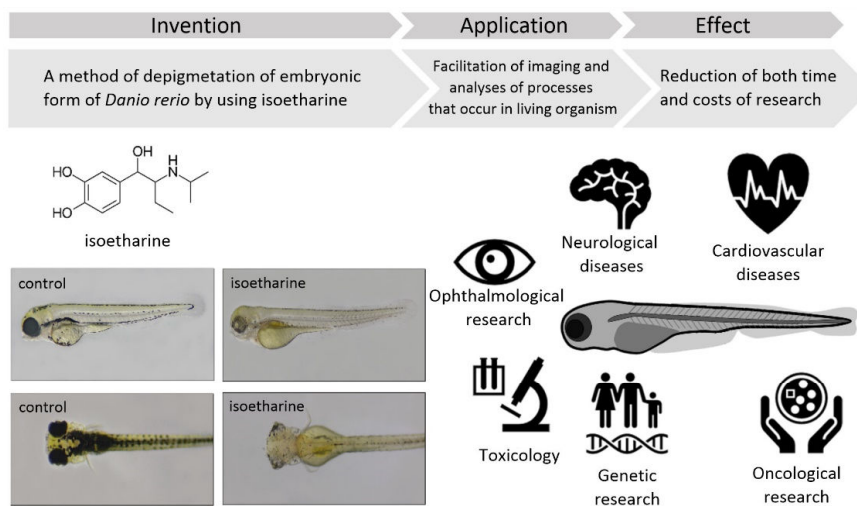 Invention
Application
Effect
A method of depigmetation of embryonic
form of Danio rerio by using isoetharine
Facilitation of imaging and
analyses of processes
that occur in living organism
Reduction of both time
and costs of research
OH
H
N
HO
HO
isoetharine
control
isoetharine
control
isoetharine
Neurological
diseases
Cardiovascular
diseases
Ophthalmological
research
Toxicology
Genetic
research
Oncological
research